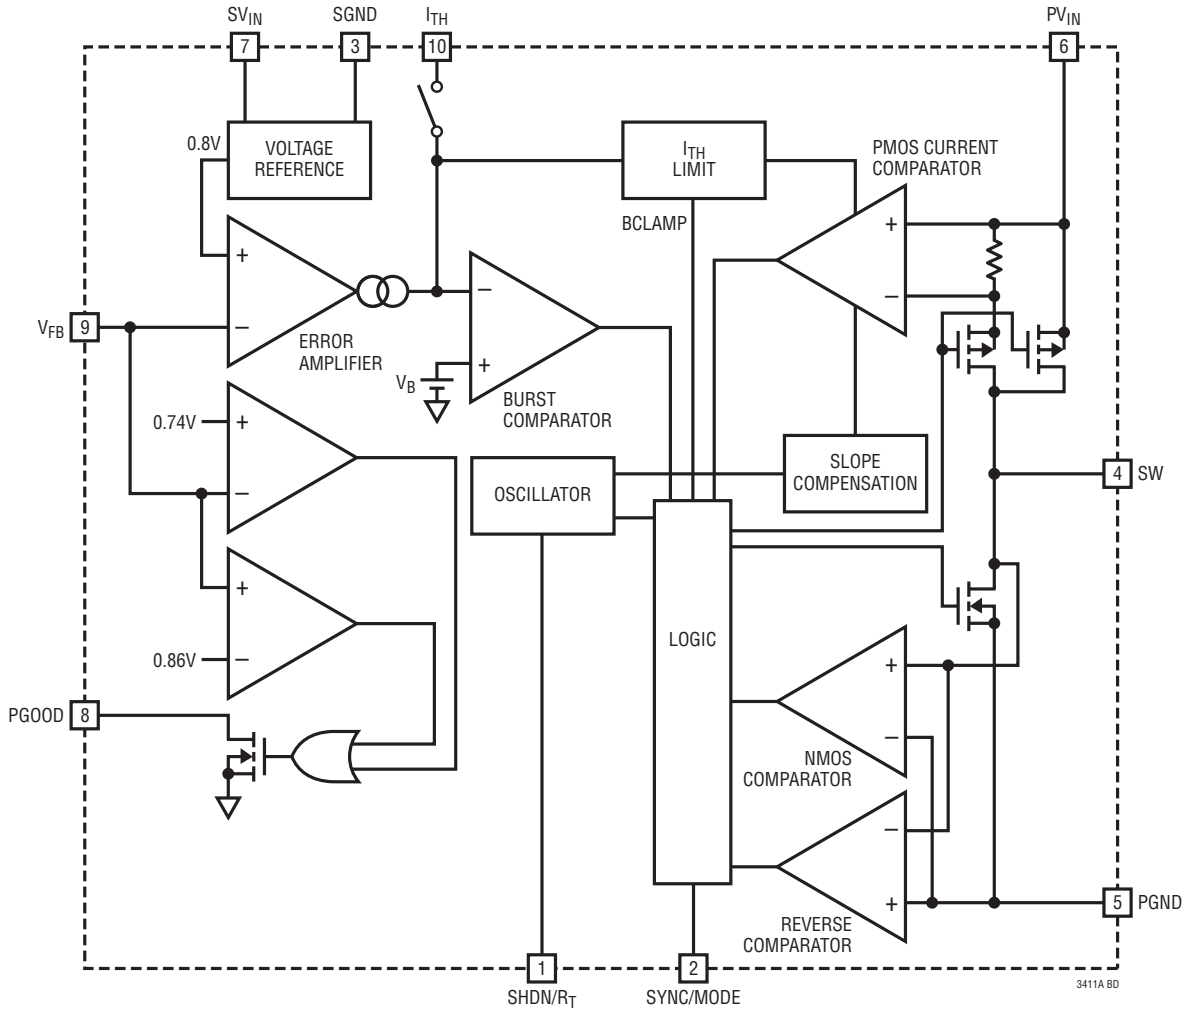 SVIN
SGND
ITH
PVIN
7
3
10
6
0.8V
VOLTAGE
REFERENCE
ITH
LIMIT
PMOS CURRENT
COMPARATOR
BCLAMP
+
+
–
–
VFB
9
–
ERROR
AMPLIFIER
+
VB
BURST
COMPARATOR
0.74V
+
–
OSCILLATOR
SLOPE
COMPENSATION
4
SW
+
0.86V
–
LOGIC
+
–
PGOOD
8
NMOS
COMPARATOR
–
+
REVERSE
COMPARATOR
5
PGND
1
2
SHDN/RT
SYNC/MODE
3411A BD